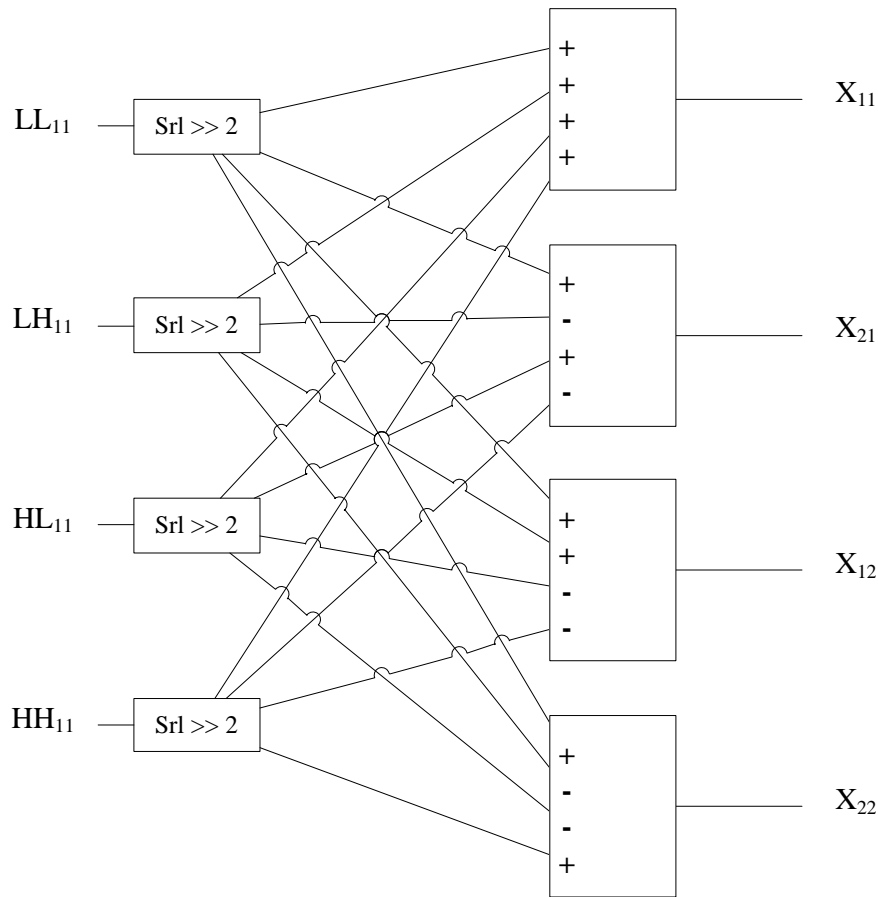 LL₁₁
Srl >> 2
+
+
+
+
X₁₁
LH₁₁
Srl >> 2
+
-
+
-
X₂₁
HL₁₁
Srl >> 2
+
+
-
-
X₁₂
HH₁₁
Srl >> 2
+
-
-
+
X₂₂